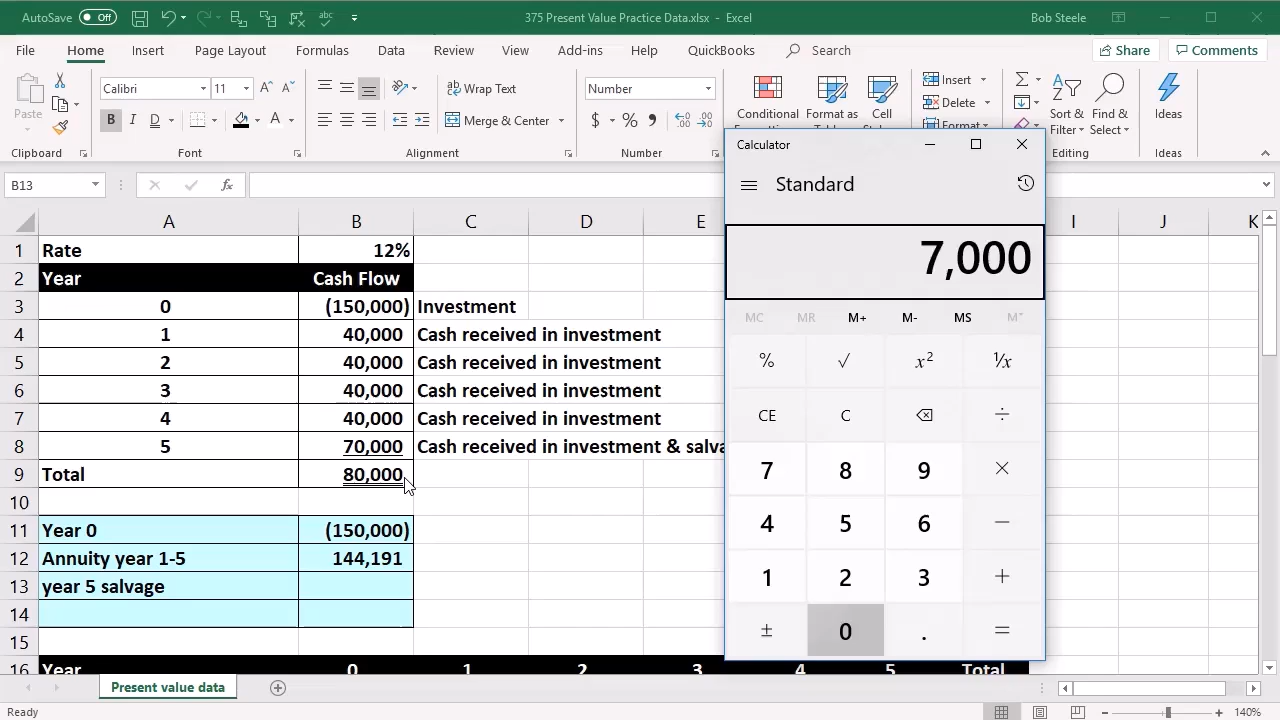 AutoSave Off 375 Present Value Practice Data.xlsx - Excel Bob Steele
File Home Insert Page Layout Formulas Data Review View Add-ins Help QuickBooks Search Share Comments
Calibri 11 Wrap Text Number Insert
Paste B I D Merge & Center $ % Conditional Format as Cell Delete Sort & Find & Ideas
Format Filter Select
Clipboard Font Alignment Number Editing Ideas
B13 fx
A B C D E I J K
1 Rate 12%
2 Year Cash Flow
3 0 (150,000) Investment
4 1 40,000 Cash received in investment
5 2 40,000 Cash received in investment
6 3 40,000 Cash received in investment
7 4 40,000 Cash received in investment
8 5 70,000 Cash received in investment & salva
9 Total 80,000
10
11 Year 0 (150,000)
12 Annuity year 1-5 144,191
13 year 5 salvage
14
15
16 Year 0 1 2 3 4 5 Total
Present value data
Ready 140%
Calculator
Standard
7,000
MC MR M+ M- MS M˅
% √ x² ¹/x
CE C ÷
7 8 9 ×
4 5 6 −
1 2 3 +
± 0 . =